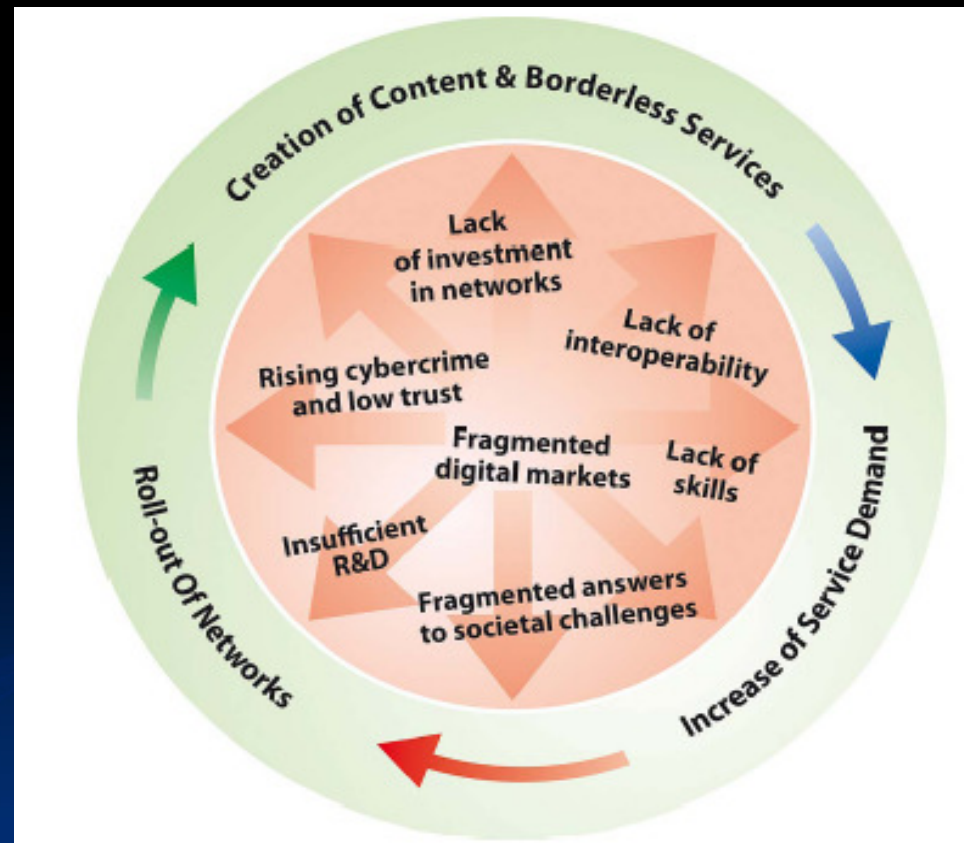 Creation of Content & Borderless Services
Lack
of investment
in networks
Lack of
interoperability
Rising cybercrime
and low trust
Fragmented
digital markets
Lack of
skills
Insufficient
R&D
Fragmented answers
to societal challenges
Increase of Service Demand
Roll-out Of Networks